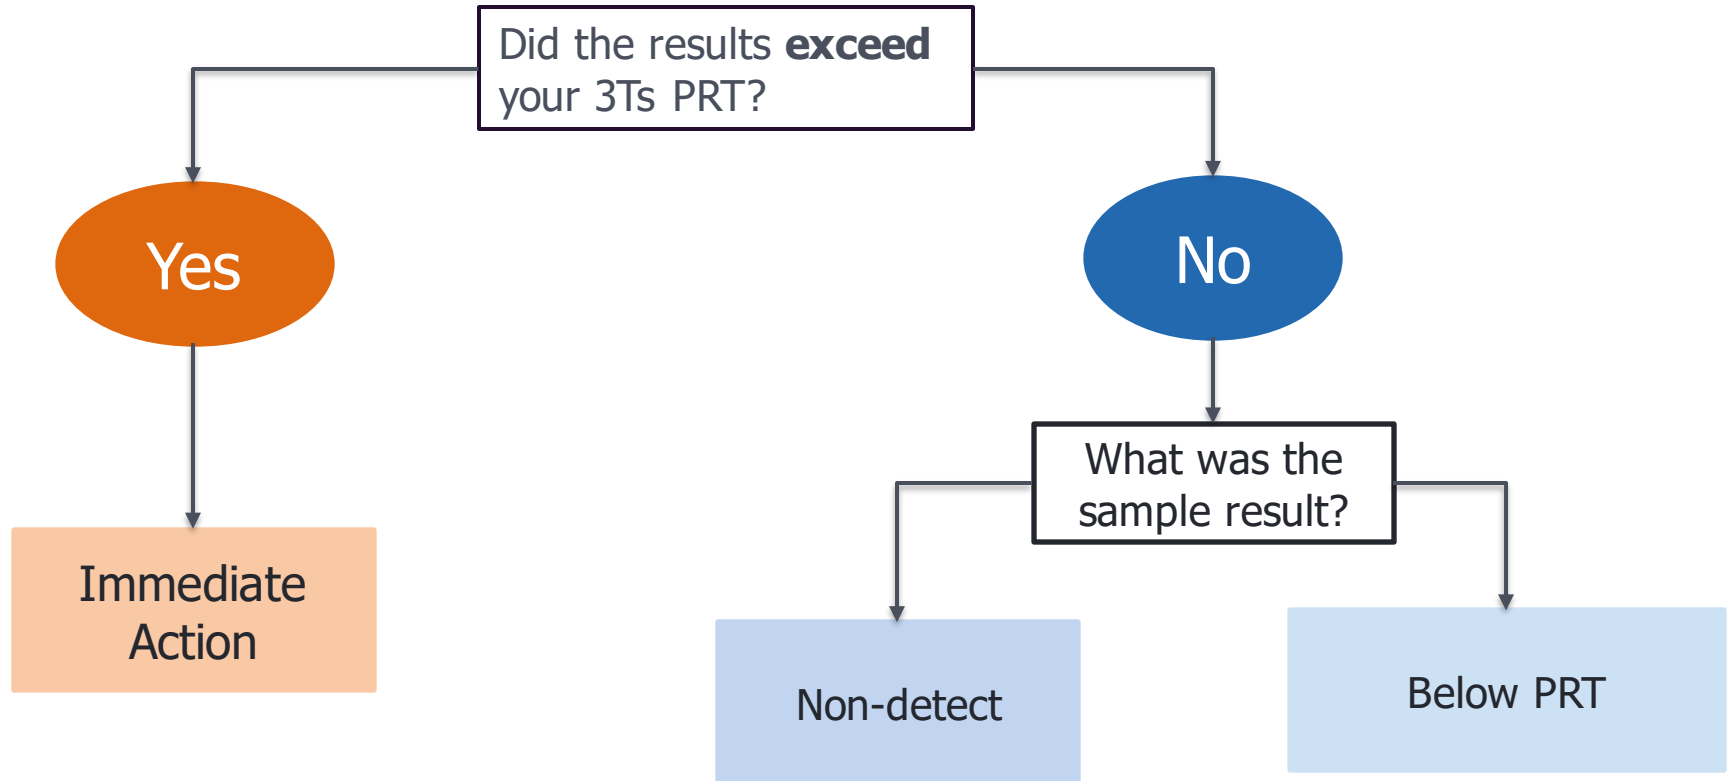 Did the results exceed
your 3Ts PRT?
Yes
No
What was the
sample result?
Immediate
Action
Non-detect
Below PRT